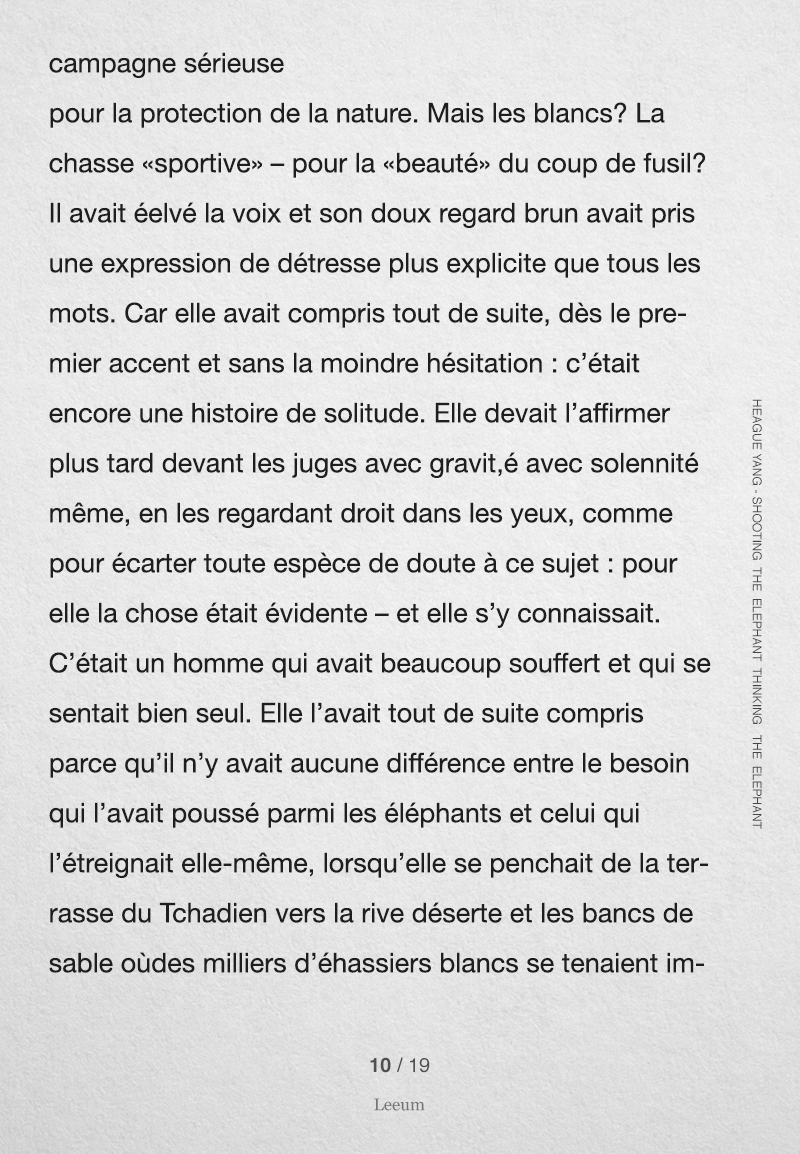 campagne sérieuse
pour la protection de la nature. Mais les blancs? La
chasse «sportive» – pour la «beauté» du coup de fusil?
Il avait éelvé la voix et son doux regard brun avait pris
une expression de détresse plus explicite que tous les
mots. Car elle avait compris tout de suite, dès le pre-
mier accent et sans la moindre hésitation : c’était
encore une histoire de solitude. Elle devait l’affirmer
plus tard devant les juges avec gravit,é avec solennité
même, en les regardant droit dans les yeux, comme
pour écarter toute espèce de doute à ce sujet : pour
elle la chose était évidente – et elle s’y connaissait.
C’était un homme qui avait beaucoup souffert et qui se
sentait bien seul. Elle l’avait tout de suite compris
parce qu’il n’y avait aucune différence entre le besoin
qui l’avait poussé parmi les éléphants et celui qui
l’étreignait elle-même, lorsqu’elle se penchait de la ter-
rasse du Tchadien vers la rive déserte et les bancs de
sable oùdes milliers d’éhassiers blancs se tenaient im-
HEAGUE YANG - SHOOTING THE ELEPHANT THINKING THE ELEPHANT
10 / 19
Leeum